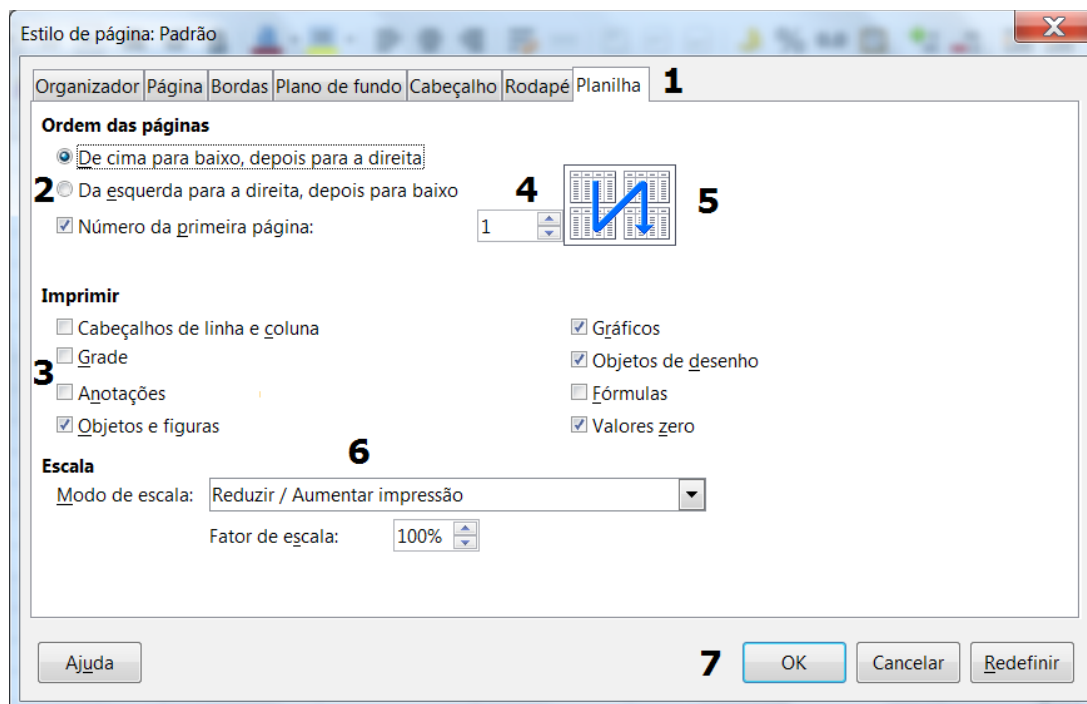 Estilo de página: Padrão
Organizador Página Bordas Plano de fundo Cabeçalho Rodapé Planilha 1
Ordem das páginas
De cima para baixo, depois para a direita
2 Da esquerda para a direita, depois para baixo 4 5
Número da primeira página: 1
Imprimir
Cabeçalhos de linha e coluna Gráficos
Grade Objetos de desenho
3
Anotações Fórmulas
Objetos e figuras Valores zero
6
Escala
Modo de escala: Reduzir / Aumentar impressão
Fator de escala: 100%
Ajuda 7 OK Cancelar Redefinir